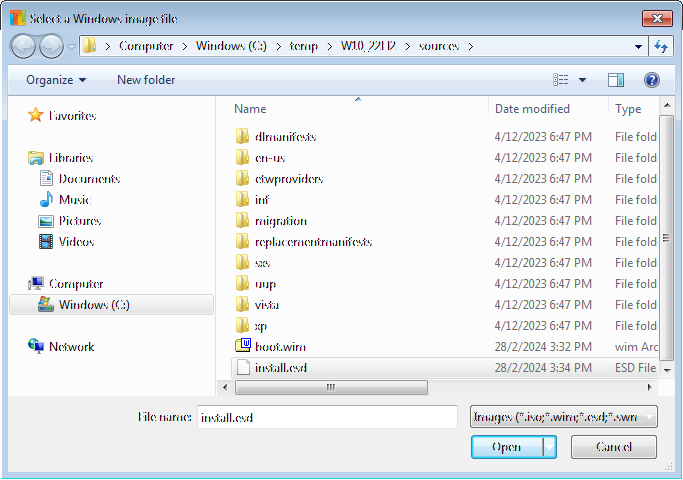 Select a Windows image file
Computer Windows (C:) temp W10_22H2 sources
Organize New folder
Name Date modified Type
Favorites
Libraries
Documents
Music
Pictures
Videos
Computer
Windows (C:)
Network
dlmanifests 4/12/2023 6:47 PM File fold
en-us 4/12/2023 6:47 PM File fold
etwproviders 4/12/2023 6:47 PM File fold
inf 4/12/2023 6:47 PM File fold
migration 4/12/2023 6:47 PM File fold
replacementmanifests 4/12/2023 6:47 PM File fold
sxs 4/12/2023 6:47 PM File fold
uup 4/12/2023 6:47 PM File fold
vista 4/12/2023 6:47 PM File fold
xp 4/12/2023 6:47 PM File fold
boot.wim 28/2/2024 3:32 PM wim Arc
install.esd 28/2/2024 3:34 PM ESD File
File name: install.esd Images (*.iso;*.wim;*.esd;*.swm
Open Cancel